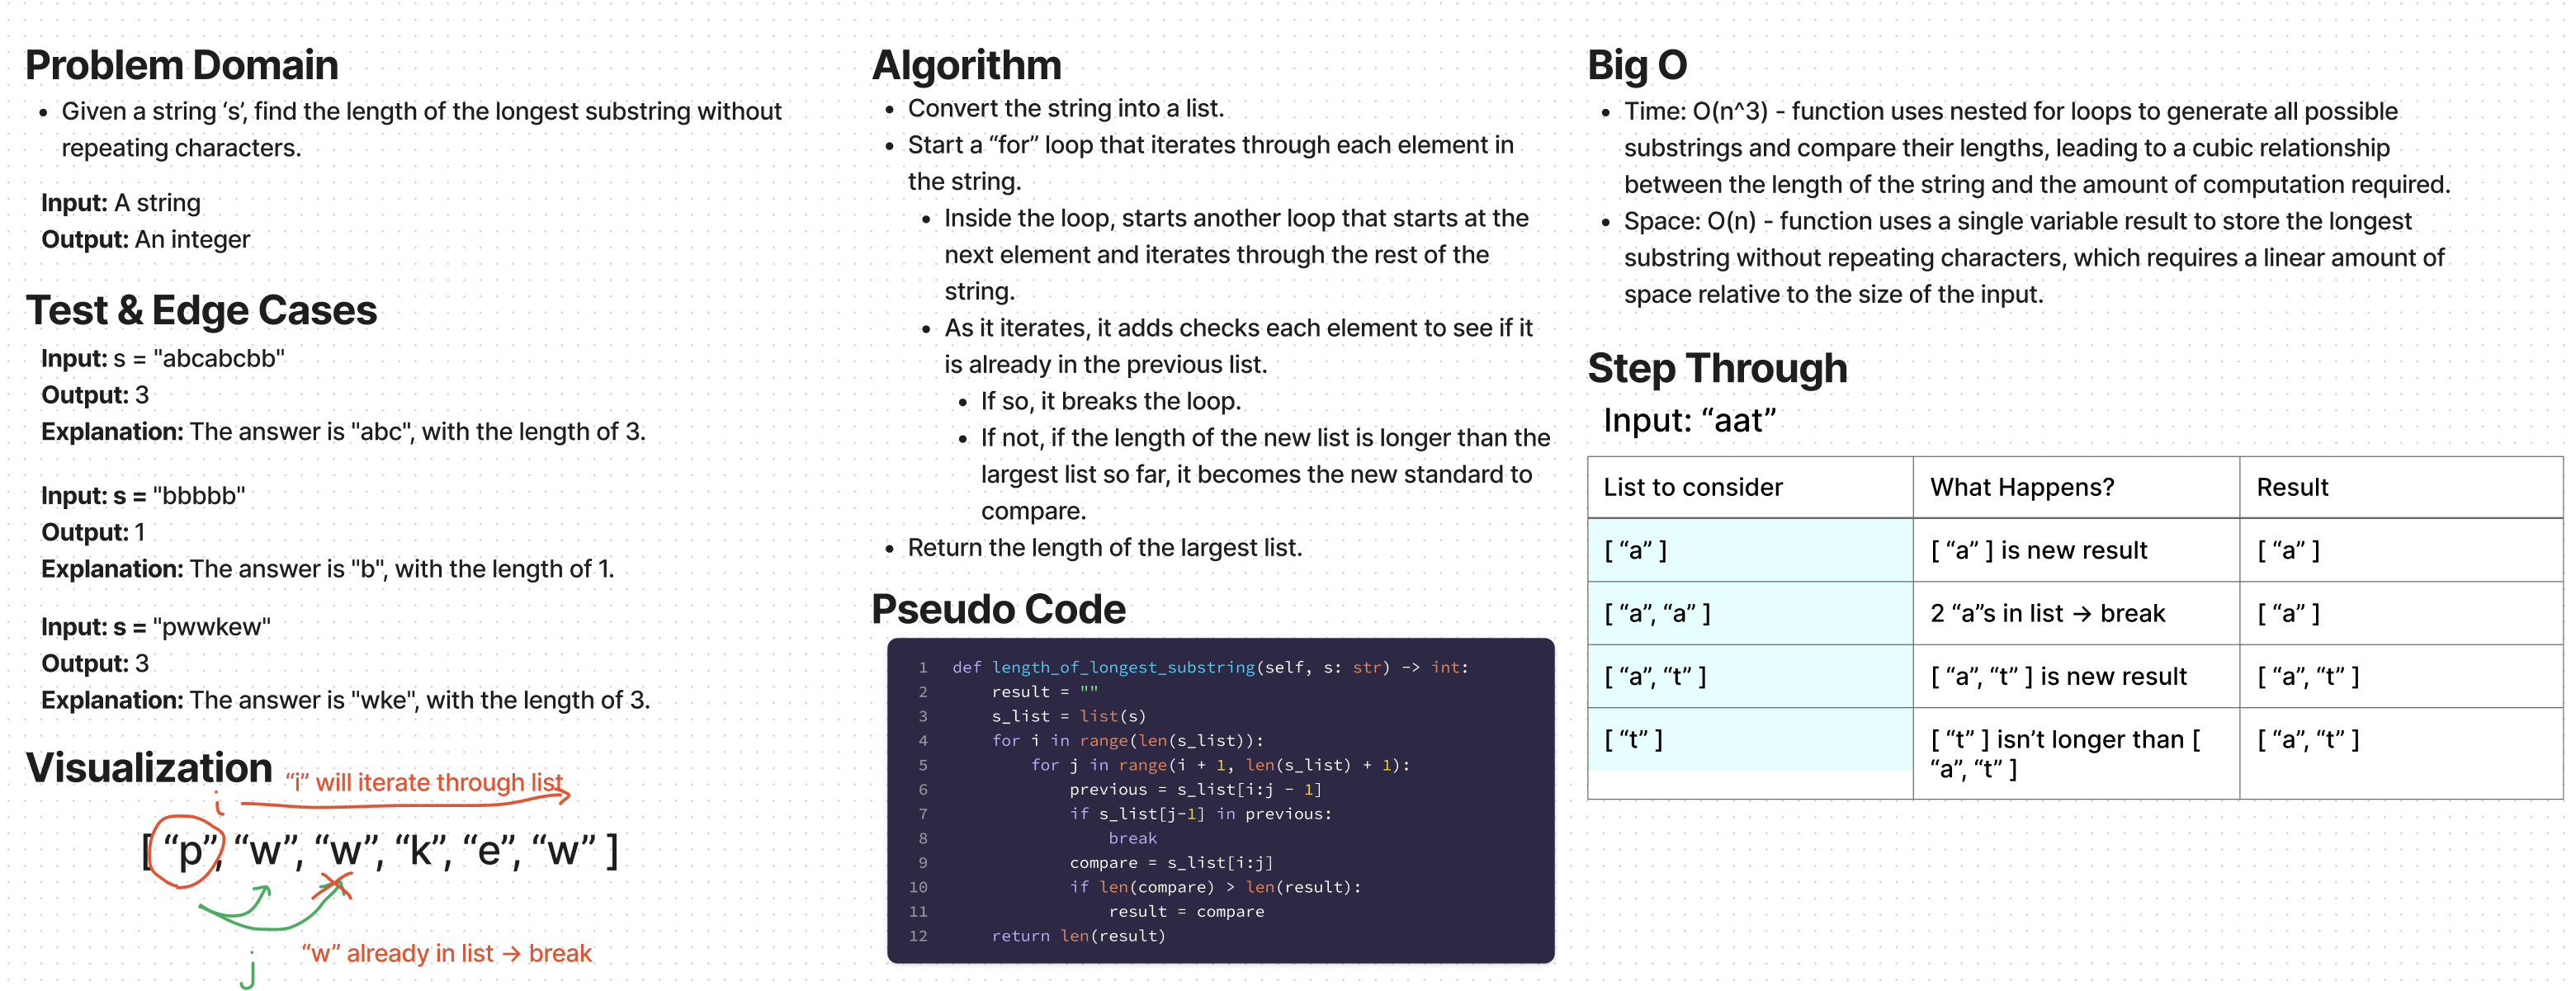 Problem Domain
• Given a string ‘s’, find the length of the longest substring without
repeating characters.
Input: A string
Output: An integer
Test & Edge Cases
Input: s = "abcabcbb"
Output: 3
Explanation: The answer is "abc", with the length of 3.
Input: s = "bbbbb"
Output: 1
Explanation: The answer is "b", with the length of 1.
Input: s = "pwwkew"
Output: 3
Explanation: The answer is "wke", with the length of 3.
Visualization
“i” will iterate through list
i
[ “p”, “w”, “w”, “k”, “e”, “w” ]
“w” already in list → break
j
Algorithm
• Convert the string into a list.
• Start a “for” loop that iterates through each element in
the string.
• Inside the loop, starts another loop that starts at the
next element and iterates through the rest of the
string.
• As it iterates, it adds checks each element to see if it
is already in the previous list.
• If so, it breaks the loop.
• If not, if the length of the new list is longer than the
largest list so far, it becomes the new standard to
compare.
• Return the length of the largest list.
Pseudo Code
1 def length_of_longest_substring(self, s: str) -> int:
2     result = ""
3     s_list = list(s)
4     for i in range(len(s_list)):
5         for j in range(i + 1, len(s_list) + 1):
6             previous = s_list[i:j - 1]
7             if s_list[j-1] in previous:
8                 break
9             compare = s_list[i:j]
10             if len(compare) > len(result):
11                 result = compare
12     return len(result)
Big O
• Time: O(n^3) - function uses nested for loops to generate all possible
substrings and compare their lengths, leading to a cubic relationship
between the length of the string and the amount of computation required.
• Space: O(n) - function uses a single variable result to store the longest
substring without repeating characters, which requires a linear amount of
space relative to the size of the input.
Step Through
Input: “aat”
List to consider What Happens? Result
[ “a” ] [ “a” ] is new result [ “a” ]
[ “a”, “a” ] 2 “a”s in list → break [ “a” ]
[ “a”, “t” ] [ “a”, “t” ] is new result [ “a”, “t” ]
[ “t” ] [ “t” ] isn’t longer than [ [ “a”, “t” ]
“a”, “t” ]